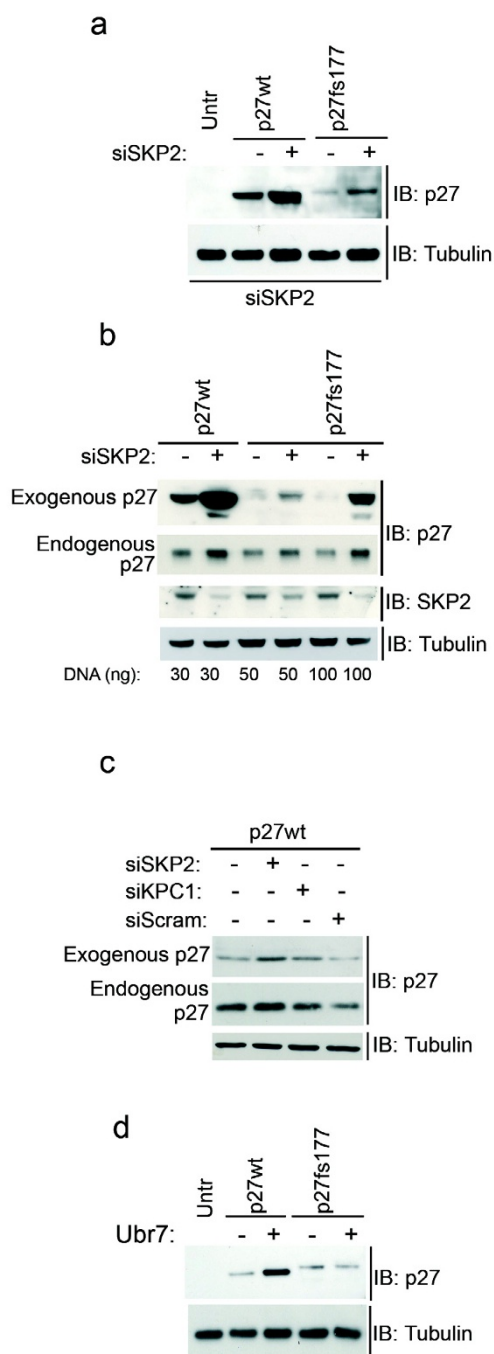 a
Untr p27wt p27fs177
siSKP2: - + - +
IB: p27
IB: Tubulin
siSKP2
b
p27wt p27fs177
siSKP2: - + - + - +
Exogenous p27
Endogenous
p27
IB: p27
IB: SKP2
IB: Tubulin
DNA (ng): 30 30 50 50 100 100
c
p27wt
siSKP2: - + - -
siKPC1: - - + -
siScram: - - - +
Exogenous p27
Endogenous
p27
IB: p27
IB: Tubulin
d
Untr p27wt p27fs177
Ubr7: - + - +
IB: p27
IB: Tubulin